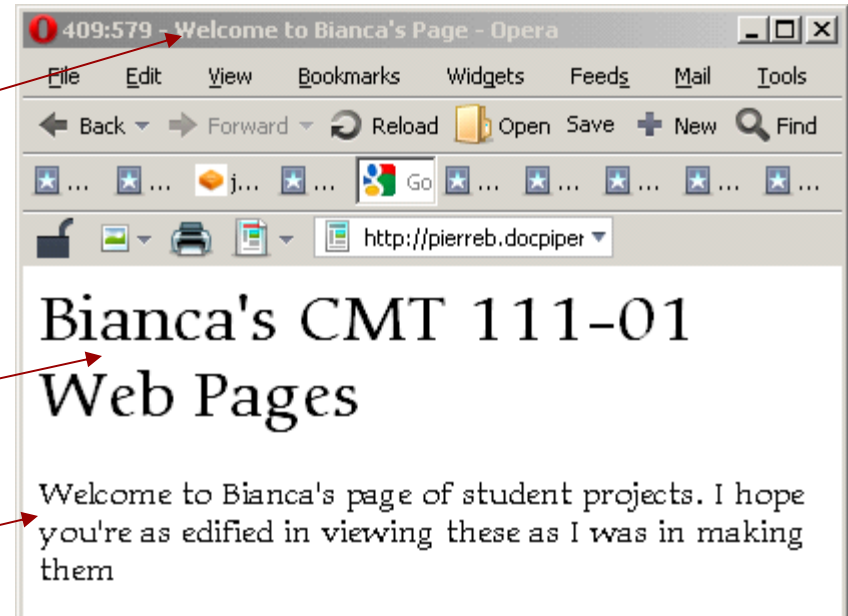 409:579 - Welcome to Bianca's Page - Opera
File Edit View Bookmarks Widgets Feeds Mail Tools
Back Forward Reload Open Save New Find
... ... j... ... Go ... ... ... ... ...
http://pierreb.docpiper
Bianca's CMT 111-01
Web Pages
Welcome to Bianca's page of student projects. I hope
you're as edified in viewing these as I was in making
them